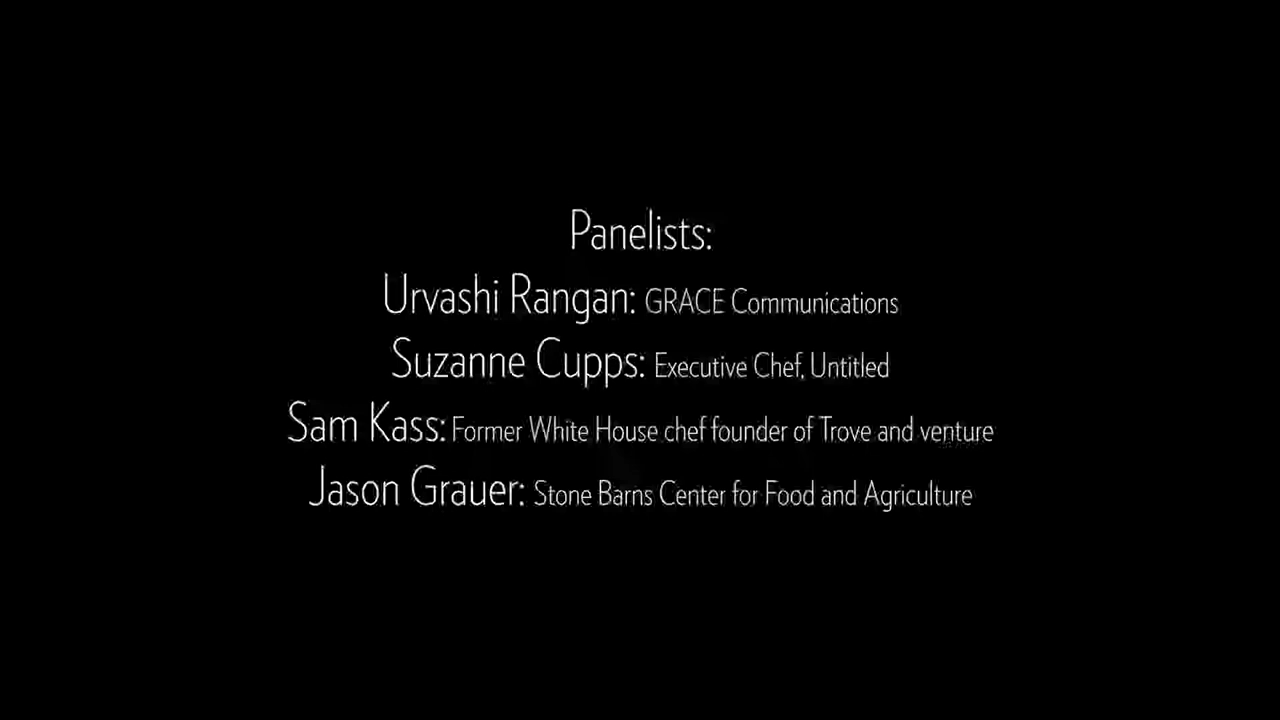 Panelists:
Urvashi Rangan: GRACE Communications
Suzanne Cupps: Executive Chef, Untitled
Sam Kass: Former White House chef founder of Trove and venture
Jason Grauer: Stone Barns Center for Food and Agriculture